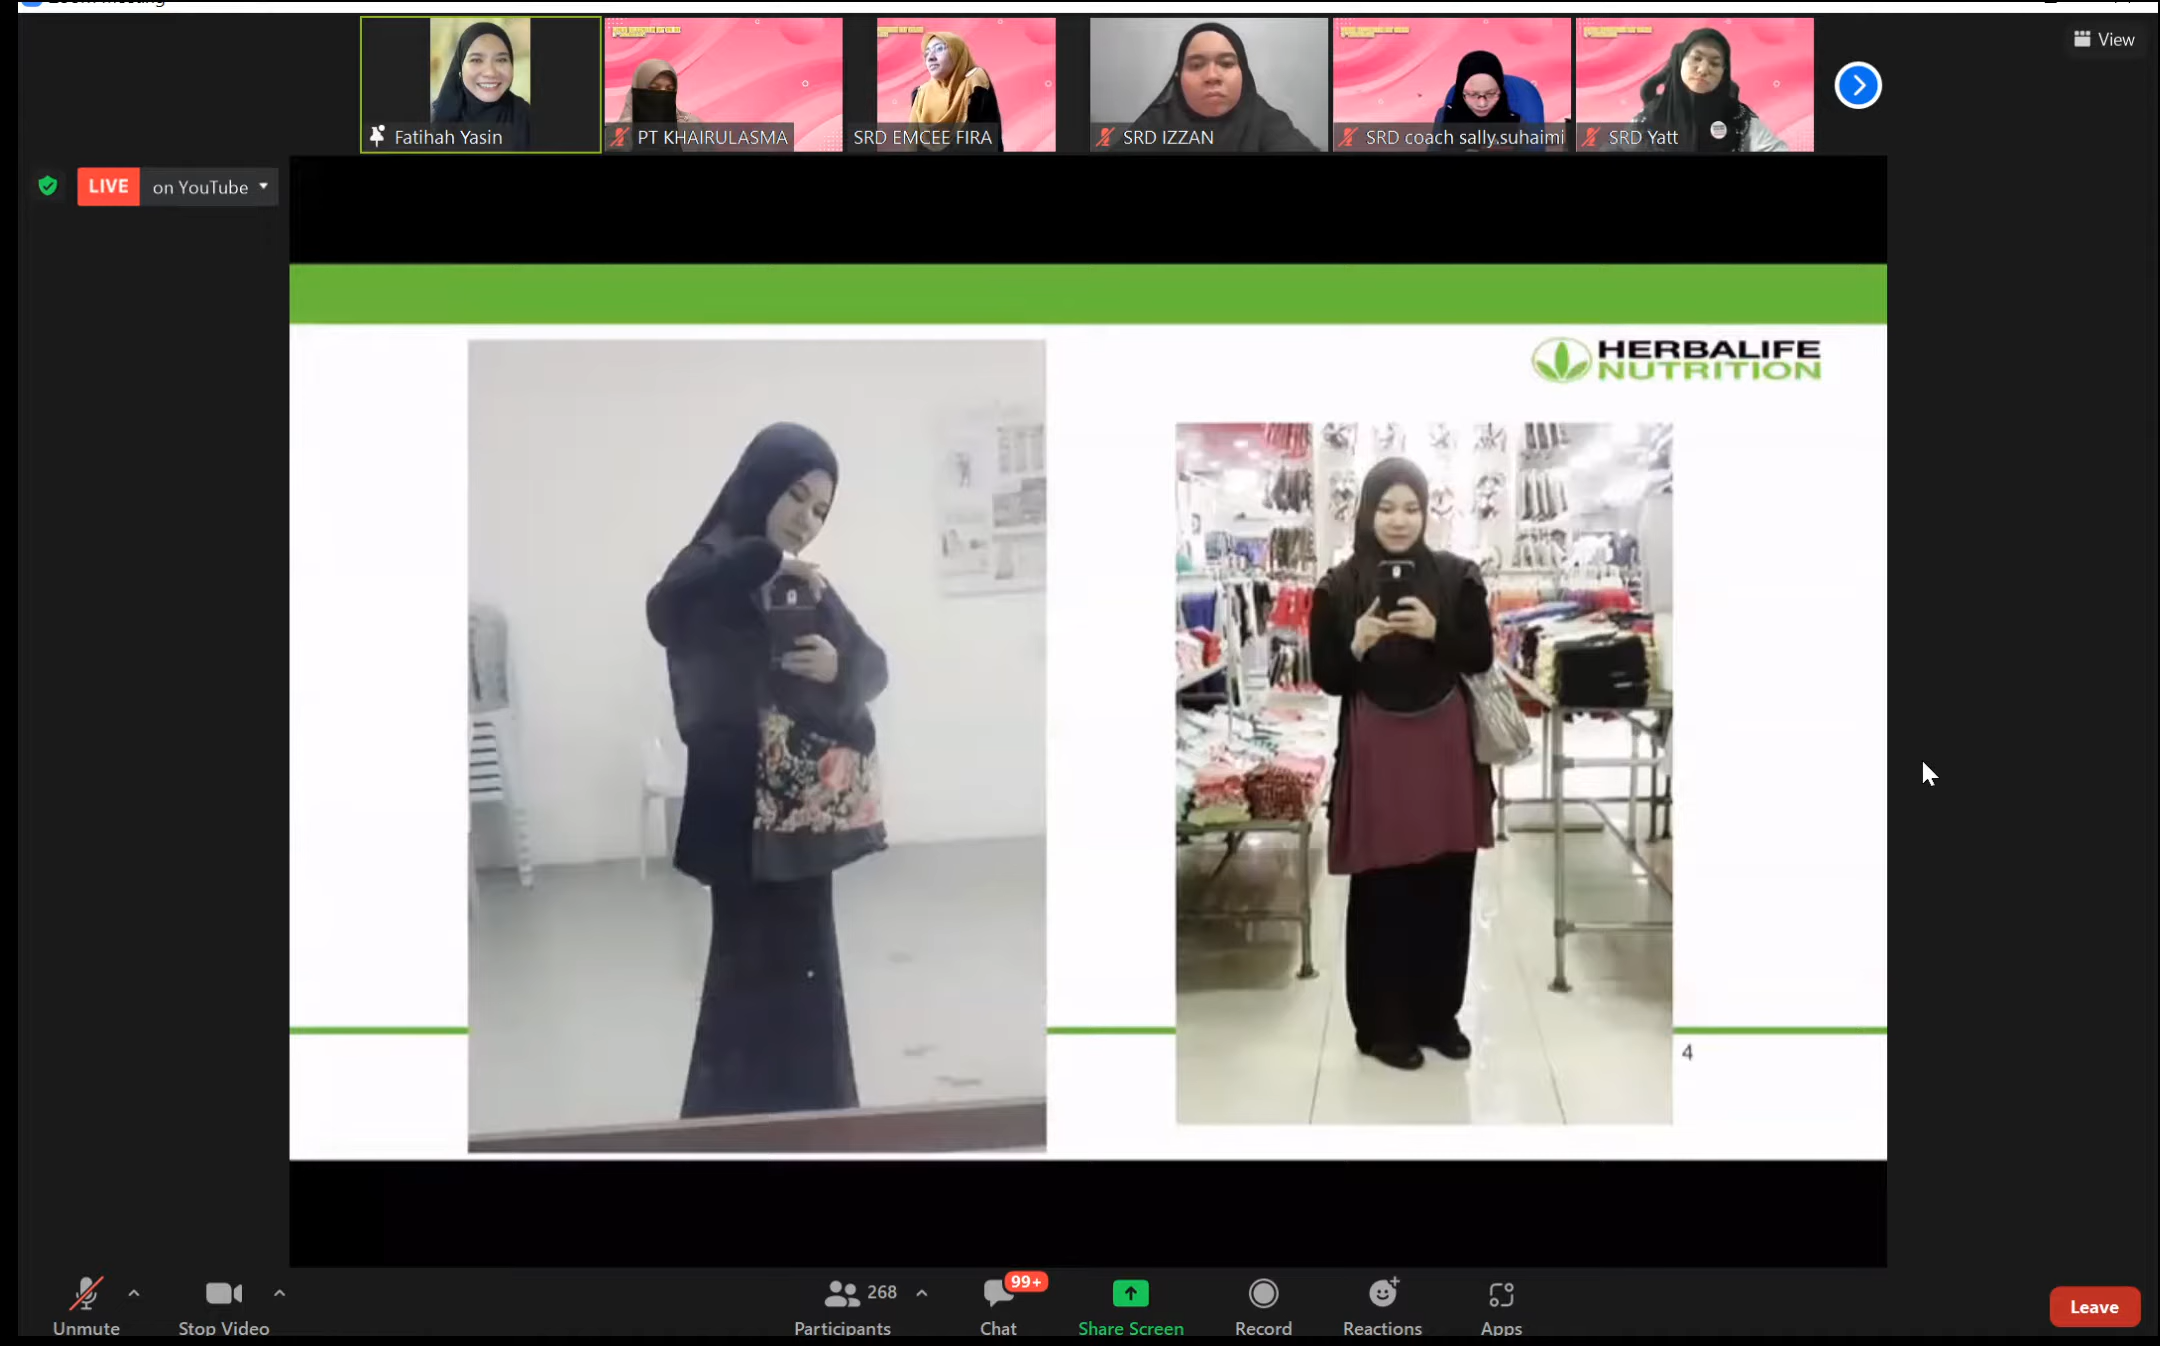 View
Fatihah Yasin
PT KHAIRULASMA
SRD EMCEE FIRA
SRD IZZAN
SRD coach sally.suhaimi
SRD Yatt
LIVE on YouTube
HERBALIFE
NUTRITION
4
Unmute
Stop Video
Participants 268
Chat 99+
Share Screen
Record
Reactions
Apps
Leave